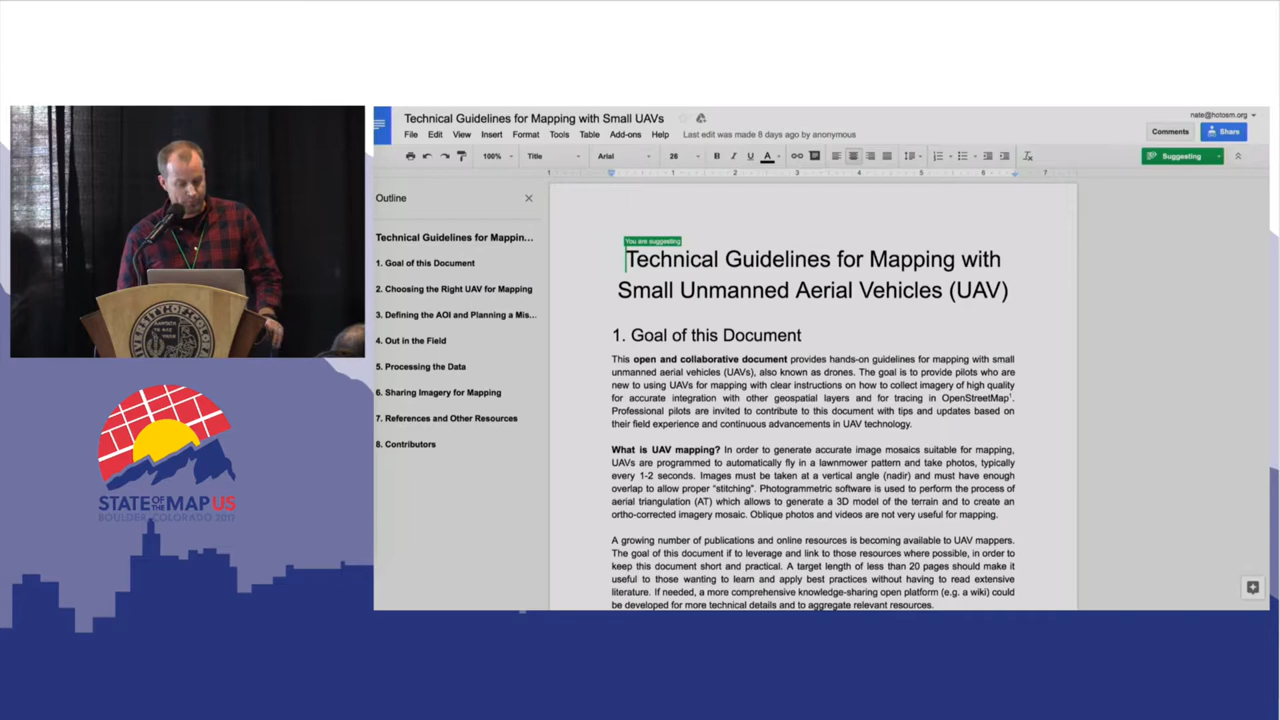 Technical Guidelines for Mapping with Small UAVs
nate@hotosm.org
File Edit View Insert Format Tools Table Add-ons Help Last edit was made 8 days ago by anonymous
Comments Share
100% Title Arial 26 B I U A Suggesting
1 1 2 3 4 5 6 7
Outline
Technical Guidelines for Mappin...
1. Goal of this Document
2. Choosing the Right UAV for Mapping
3. Defining the AOI and Planning a Mis...
4. Out in the Field
5. Processing the Data
6. Sharing Imagery for Mapping
7. References and Other Resources
8. Contributors
You are suggesting
Technical Guidelines for Mapping with
Small Unmanned Aerial Vehicles (UAV)
1. Goal of this Document
This open and collaborative document provides hands-on guidelines for mapping with small
unmanned aerial vehicles (UAVs), also known as drones. The goal is to provide pilots who are
new to using UAVs for mapping with clear instructions on how to collect imagery of high quality
for accurate integration with other geospatial layers and for tracing in OpenStreetMap¹.
Professional pilots are invited to contribute to this document with tips and updates based on
their field experience and continuous advancements in UAV technology.
What is UAV mapping? In order to generate accurate image mosaics suitable for mapping,
UAVs are programmed to automatically fly in a lawnmower pattern and take photos, typically
every 1-2 seconds. Images must be taken at a vertical angle (nadir) and must have enough
overlap to allow proper “stitching”. Photogrammetric software is used to perform the process of
aerial triangulation (AT) which allows to generate a 3D model of the terrain and to create an
ortho-corrected imagery mosaic. Oblique photos and videos are not very useful for mapping.
A growing number of publications and online resources is becoming available to UAV mappers.
The goal of this document if to leverage and link to those resources where possible, in order to
keep this document short and practical. A target length of less than 20 pages should make it
useful to those wanting to learn and apply best practices without having to read extensive
literature. If needed, a more comprehensive knowledge-sharing open platform (e.g. a wiki) could
be developed for more technical details and to aggregate relevant resources.
UNIVERSITY OF COLORA
STATE OF THE MAP US
BOULDER, COLORADO 2017